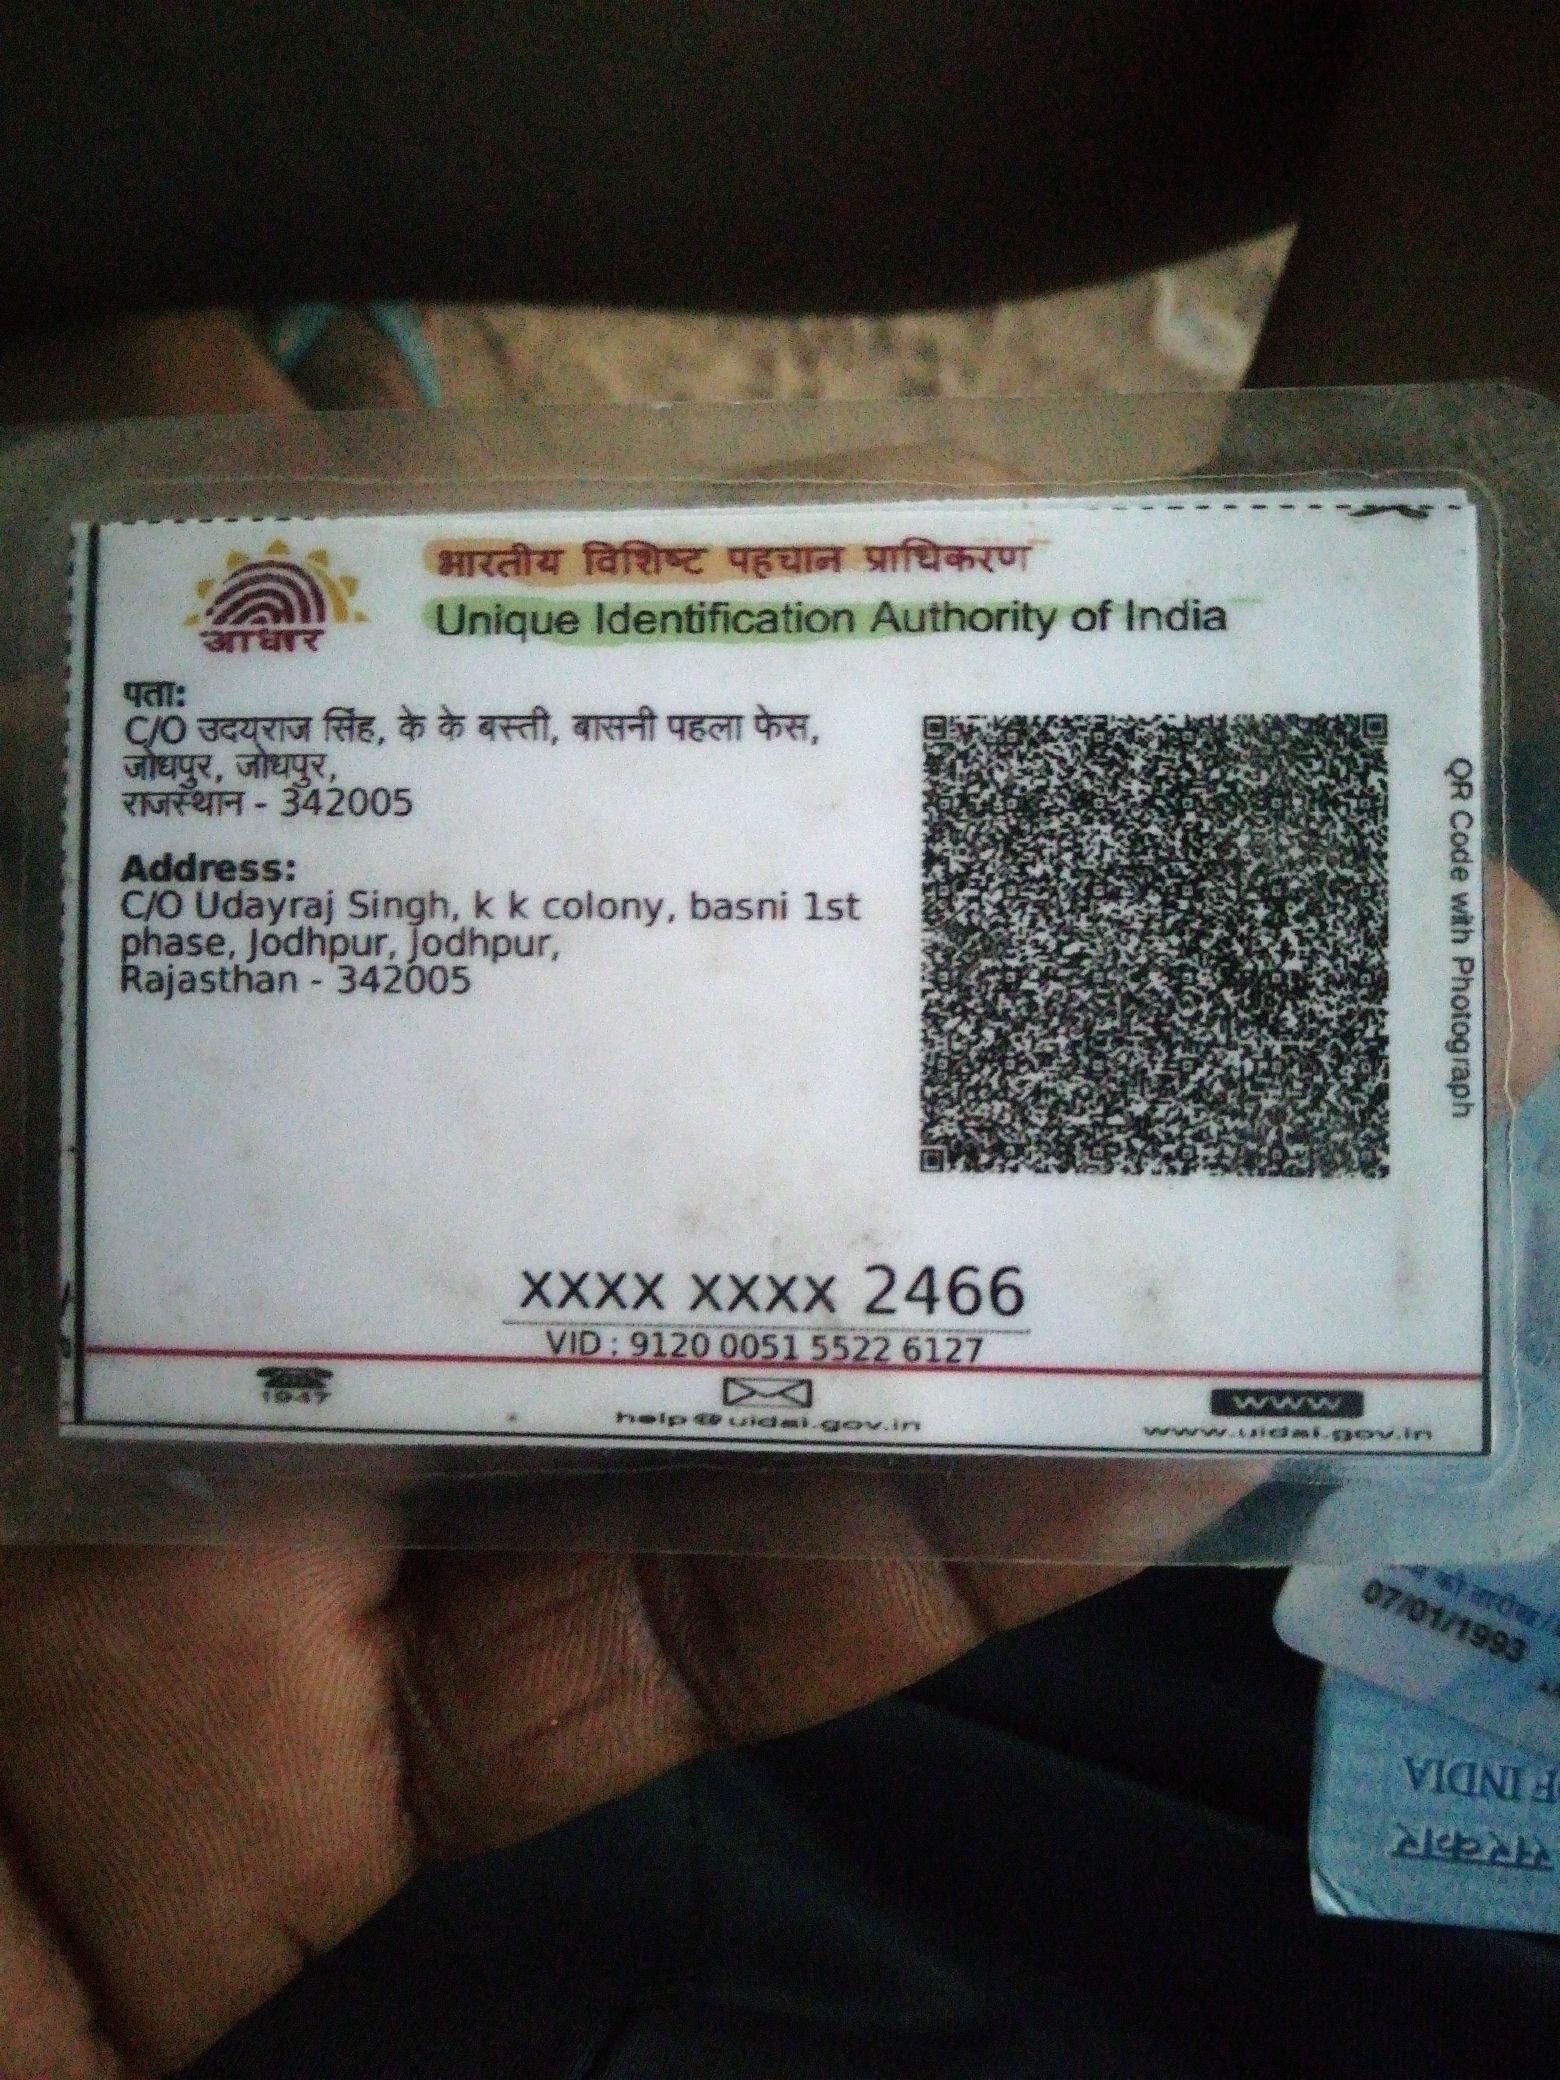 भारतीय विशिष्ट पहचान प्राधिकरण
Unique Identification Authority of India
आधार
पता:
C/O उदयराज सिंह, के के बस्ती, बासनी पहला फेस,
जोधपुर, जोधपुर,
राजस्थान - 342005
Address:
C/O Udayraj Singh, k k colony, basni 1st
phase, Jodhpur, Jodhpur,
Rajasthan - 342005
QR Code with Photograph
xxxx xxxx 2466
VID : 9120 0051 5522 6127
1947
help@uidai.gov.in
www
www.uidai.gov.in
07/01/1993
F INDIA
सरकार